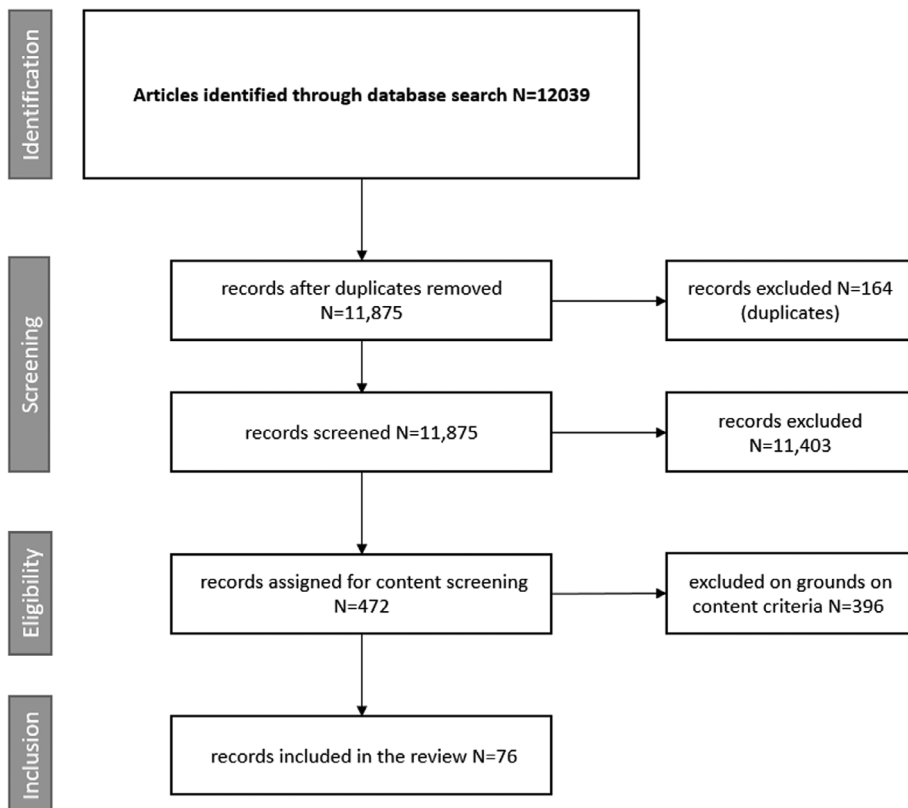 Identification
Articles identified through database search N=12039
Screening
records after duplicates removed
N=11,875
records excluded N=164
(duplicates)
records screened N=11,875
records excluded
N=11,403
Eligibility
records assigned for content screening
N=472
excluded on grounds on
content criteria N=396
Inclusion
records included in the review N=76